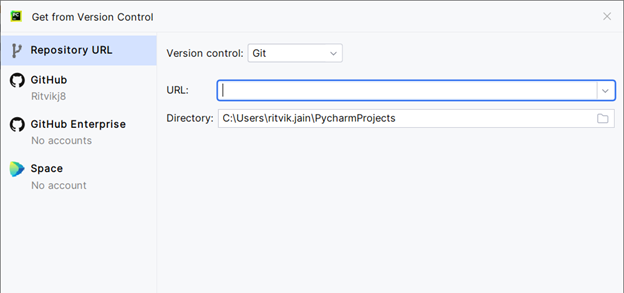 PC
Get from Version Control
Repository URL
GitHub
Ritvikj8
GitHub Enterprise
No accounts
Space
No account
Version control: Git
URL:
Directory: C:\Users\ritvik.jain\PycharmProjects